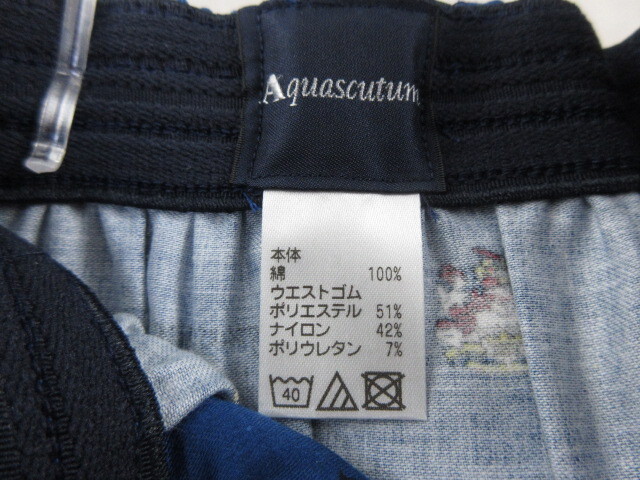 Aquascutum
本体
綿 100%
ウエストゴム
ポリエステル 51%
ナイロン 42%
ポリウレタン 7%
40